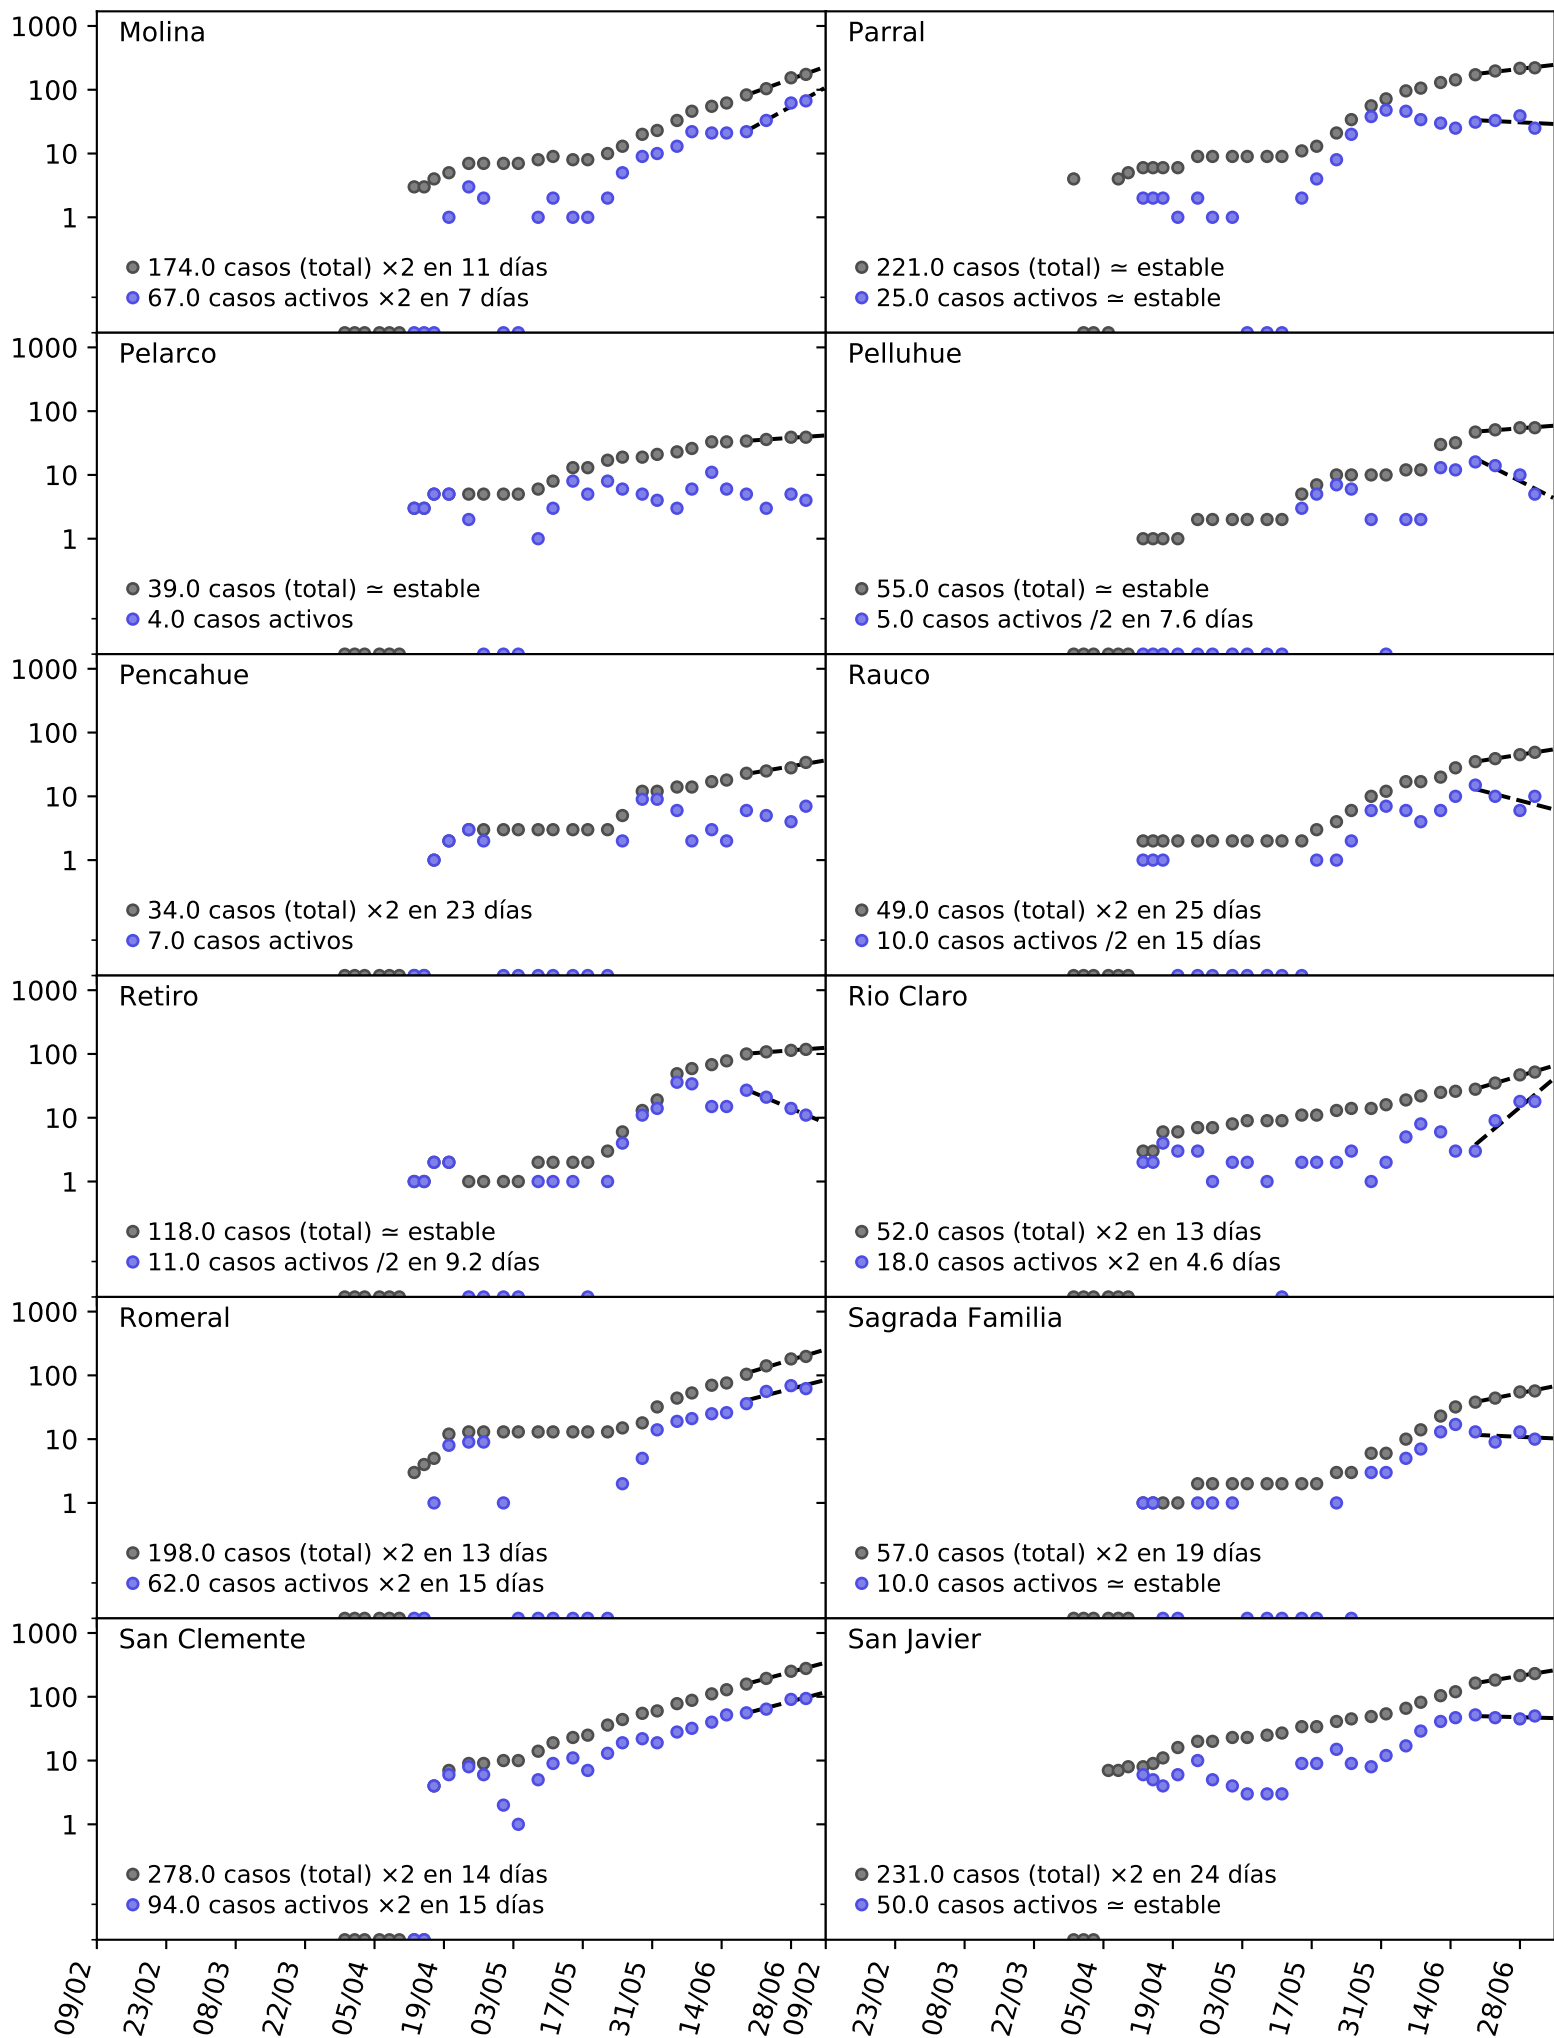 1000
100
10
1
Molina
174.0 casos (total) ×2 en 11 días
67.0 casos activos ×2 en 7 días
Parral
221.0 casos (total) ≃ estable
25.0 casos activos ≃ estable
1000
100
10
1
Pelarco
39.0 casos (total) ≃ estable
4.0 casos activos
Pelluhue
55.0 casos (total) ≃ estable
5.0 casos activos /2 en 7.6 días
1000
100
10
1
Pencahue
34.0 casos (total) ×2 en 23 días
7.0 casos activos
Rauco
49.0 casos (total) ×2 en 25 días
10.0 casos activos /2 en 15 días
1000
100
10
1
Retiro
118.0 casos (total) ≃ estable
11.0 casos activos /2 en 9.2 días
Rio Claro
52.0 casos (total) ×2 en 13 días
18.0 casos activos ×2 en 4.6 días
1000
100
10
1
Romeral
198.0 casos (total) ×2 en 13 días
62.0 casos activos ×2 en 15 días
Sagrada Familia
57.0 casos (total) ×2 en 19 días
10.0 casos activos ≃ estable
1000
100
10
1
San Clemente
278.0 casos (total) ×2 en 14 días
94.0 casos activos ×2 en 15 días
San Javier
231.0 casos (total) ×2 en 24 días
50.0 casos activos ≃ estable
09/02
23/02
08/03
22/03
05/04
19/04
03/05
17/05
31/05
14/06
28/06
09/02
23/02
08/03
22/03
05/04
19/04
03/05
17/05
31/05
14/06
28/06